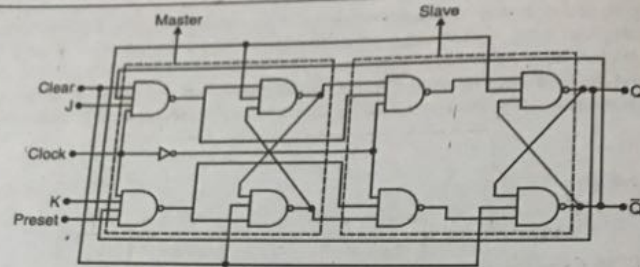 Master
Slave
Clear
J
Q
Clock
K
Preset
Q̅